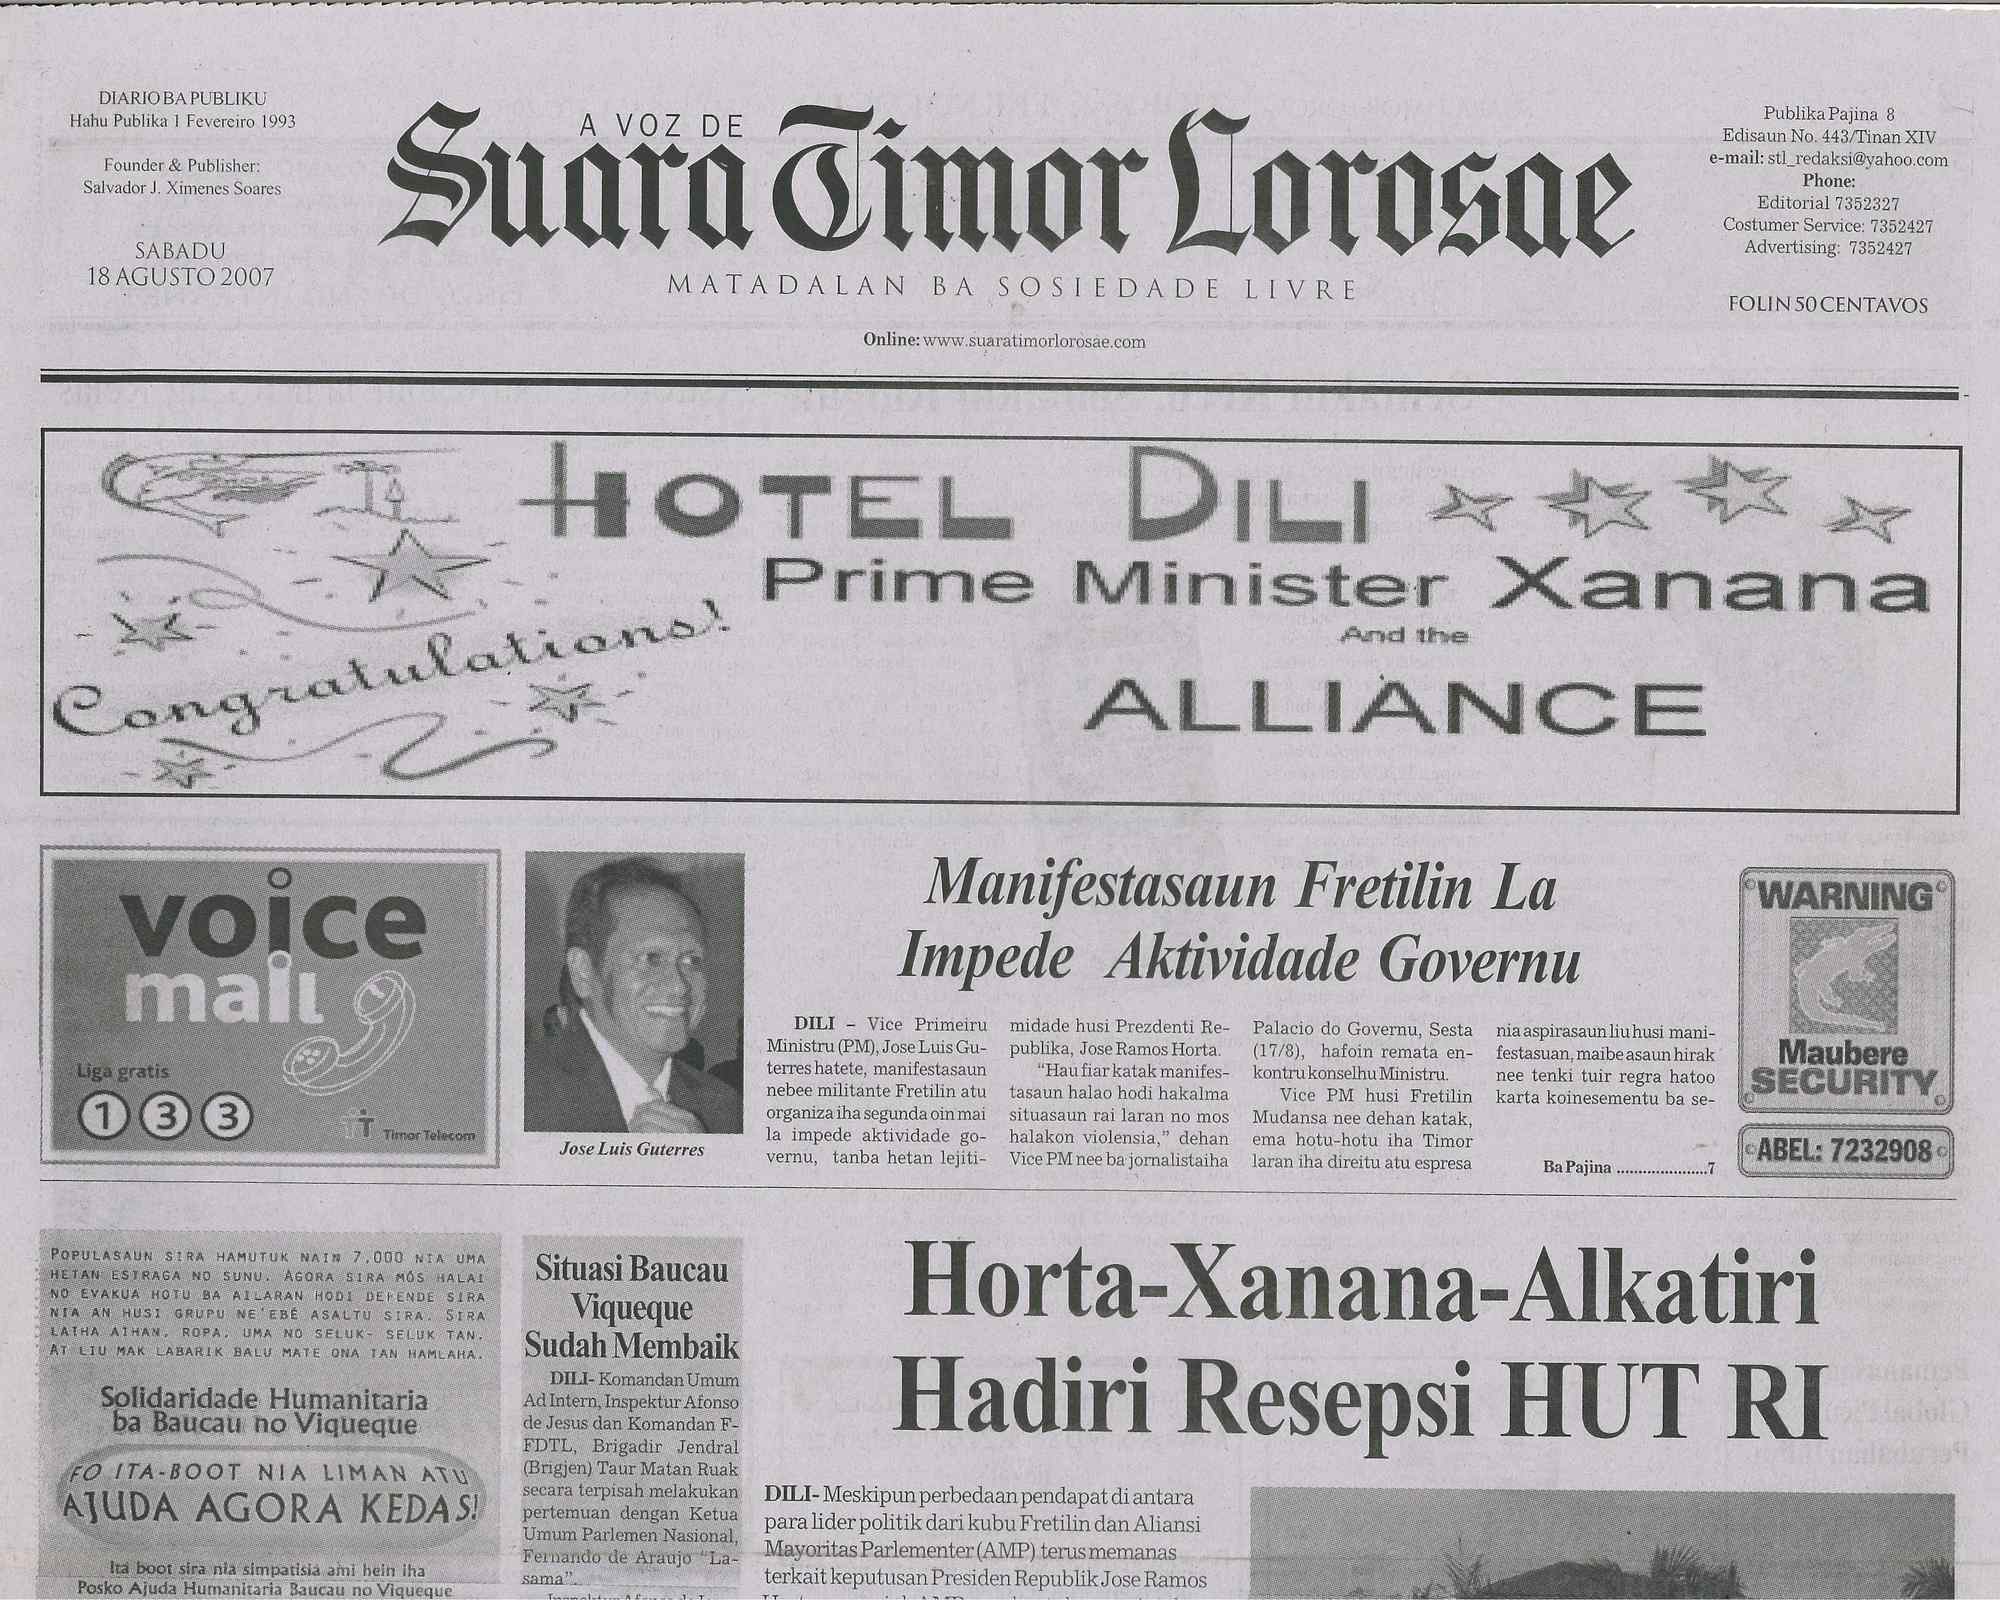 DIARIO BA PUBLIKU
Hahu Publika 1 Fevereiro 1993
Founder & Publisher:
Salvador J. Ximenes Soares
SABADU
18 AGUSTO 2007
A VOZ DE
Suara Timor Lorosae
MATADALAN BA SOSIEDADE LIVRE
Online: www.suaratimorlorosae.com
Publika Pajina 8
Edisaun No. 443/Tinan XIV
e-mail: stl_redaksi@yahoo.com
Phone:
Editorial 7352327
Costumer Service: 7352427
Advertising: 7352427
FOLIN 50 CENTAVOS
HOTEL DILI
Congratulations!
Prime Minister Xanana
And the
ALLIANCE
voice
mail
Liga gratis
1 3 3
Timor Telecom
Jose Luis Guterres
Manifestasaun Fretilin La
Impede Aktividade Governu
DILI – Vice Primeiru
Ministru (PM), Jose Luis Gu-
terres hatete, manifestasaun
nebee militante Fretilin atu
organiza iha segunda oin mai
la impede aktividade go-
vernu, tanba hetan lejiti-
midade husi Prezdenti Re-
publika, Jose Ramos Horta.
“Hau fiar katak manifes-
tasaun halao hodi hakalma
situasaun rai laran no mos
halakon violensia,” dehan
Vice PM nee ba jornalista iha
Palacio do Governu, Sesta
(17/8), hafoin remata en-
kontru konselhu Ministru.
Vice PM husi Fretilin
Mudansa nee dehan katak,
ema hotu-hotu iha Timor
laran iha direitu atu espresa
nia aspirasaun liu husi mani-
festasuan, maibe asaun hirak
nee tenki tuir regra hatoo
karta koinesementu ba se-
Ba Pajina .....................7
WARNING
Maubere
SECURITY
ABEL: 7232908
POPULASAUN SIRA HAMUTUK NAIN 7,000 NIA UMA
HETAN ESTRAGA NO SUNU. AGORA SIRA MÓS HALAI
NO EVAKUA HOTU BA AILARAN HODI DEFENDE SIRA
NIA AN HUSI GRUPU NE'EBÉ ASALTU SIRA. SIRA
LAIHA AIHAN, ROPA, UMA NO SELUK- SELUK TAN.
AT LIU MAK LABARIK BALU MATE ONA TAN HAMLAHA.
Solidaridade Humanitaria
ba Baucau no Viqueque
FO ITA-BOOT NIA LIMAN ATU
AJUDA AGORA KEDAS!
Ita boot sira nia simpatisia ami hein iha
Posko Ajuda Humanitaria Baucau no Viqueque
Situasi Baucau
Viqueque
Sudah Membaik
DILI- Komandan Umum
Ad Intern, Inspektur Afonso
de Jesus dan Komandan F-
FDTL, Brigadir Jendral
(Brigjen) Taur Matan Ruak
secara terpisah melakukan
pertemuan dengan Ketua
Umum Parlemen Nasional,
Fernando de Araujo “La-
sama”.
Horta-Xanana-Alkatiri
Hadiri Resepsi HUT RI
DILI- Meskipun perbedaan pendapat di antara
para lider politik dari kubu Fretilin dan Aliansi
Mayoritas Parlementer (AMP) terus memanas
terkait keputusan Presiden Republik Jose Ramos